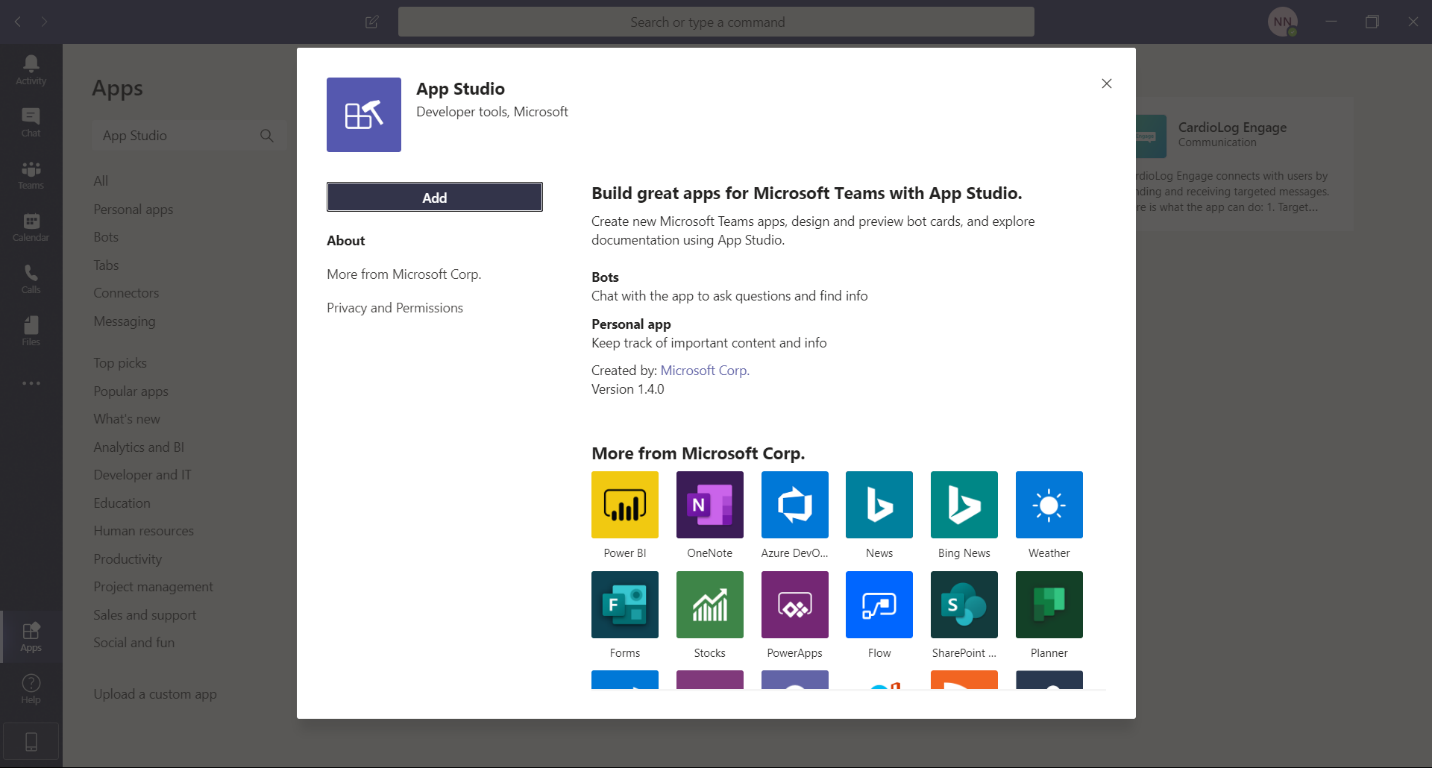 Search or type a command
NN
Activity
Chat
Teams
Calendar
Calls
Files
Apps
Help
Apps
App Studio
All
Personal apps
Bots
Tabs
Connectors
Messaging
Top picks
Popular apps
What's new
Analytics and BI
Developer and IT
Education
Human resources
Productivity
Project management
Sales and support
Social and fun
Upload a custom app
App Studio
Developer tools, Microsoft
Add
About
More from Microsoft Corp.
Privacy and Permissions
Build great apps for Microsoft Teams with App Studio.
Create new Microsoft Teams apps, design and preview bot cards, and explore
documentation using App Studio.
Bots
Chat with the app to ask questions and find info
Personal app
Keep track of important content and info
Created by: Microsoft Corp.
Version 1.4.0
More from Microsoft Corp.
N
Power BI OneNote Azure DevO... News Bing News Weather
F S
Forms Stocks PowerApps Flow SharePoint ... Planner
CardioLog Engage
Communication
rdioLog Engage connects with users by
nding and receiving targeted messages.
re is what the app can do: 1. Target...